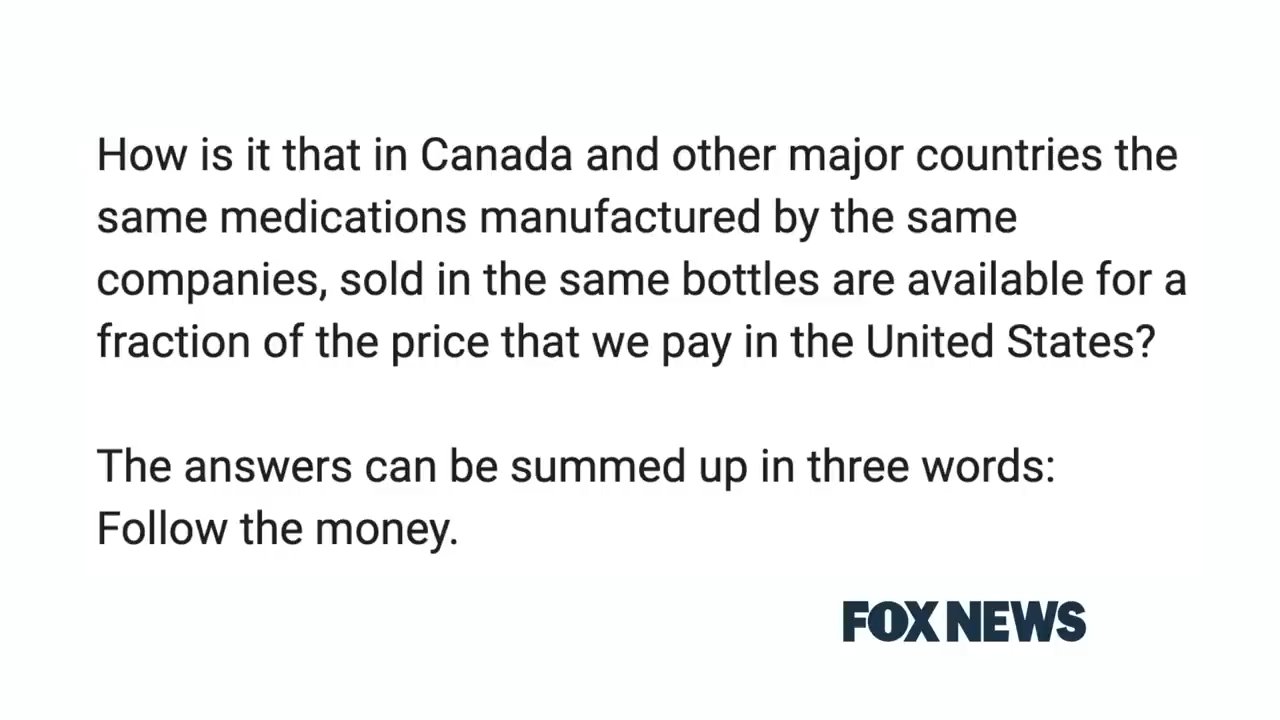 How is it that in Canada and other major countries the
same medications manufactured by the same
companies, sold in the same bottles are available for a
fraction of the price that we pay in the United States?
The answers can be summed up in three words:
Follow the money.
FOX NEWS